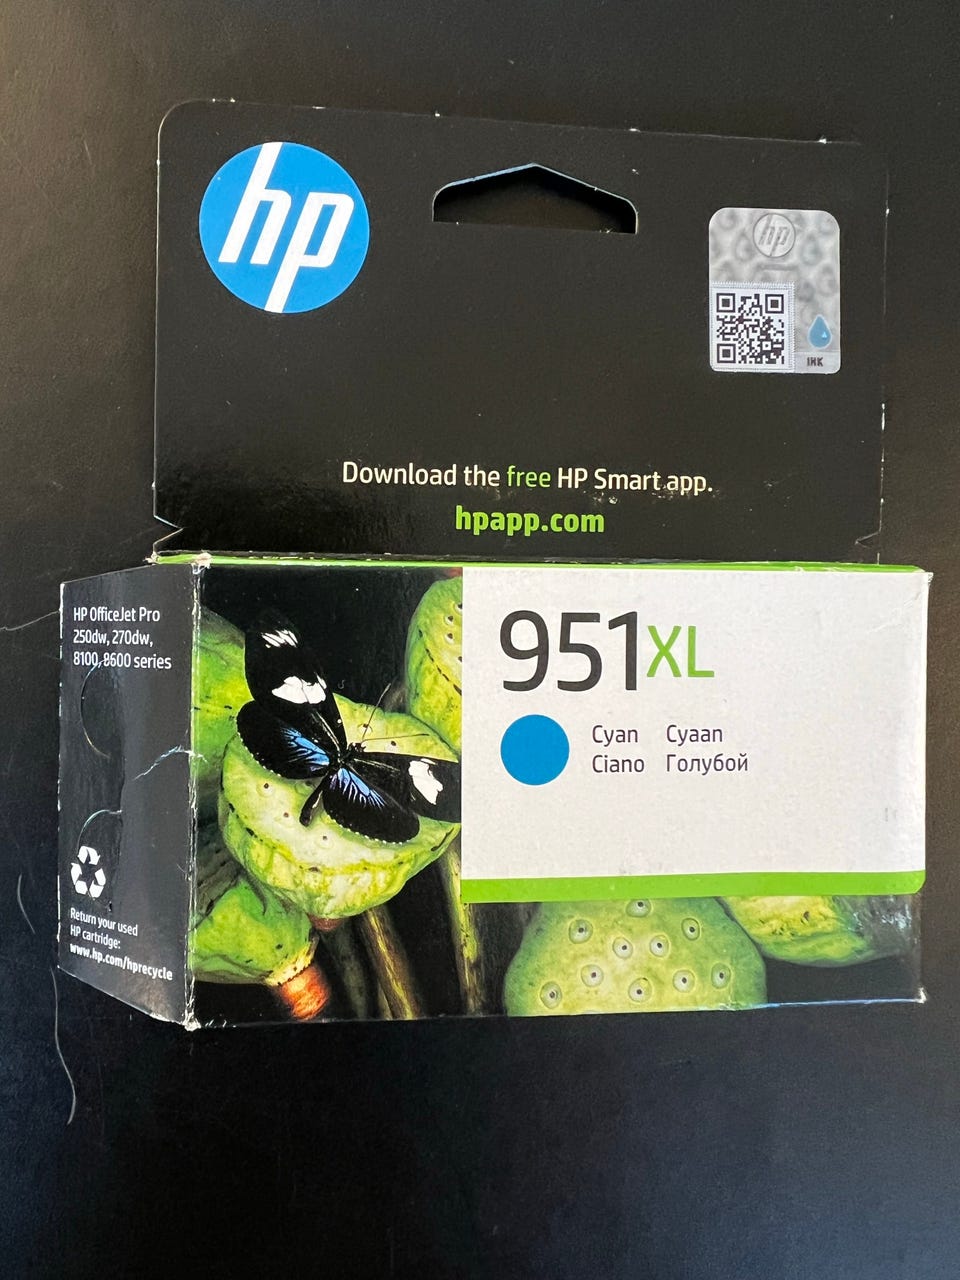 hp
hp
INK
Download the free HP Smart app.
hpapp.com
HP OfficeJet Pro
250dw, 270dw,
8100, 8600 series
951XL
Cyan Cyaan
Ciano Голубой
Return your used
HP cartridge:
www.hp.com/hprecycle